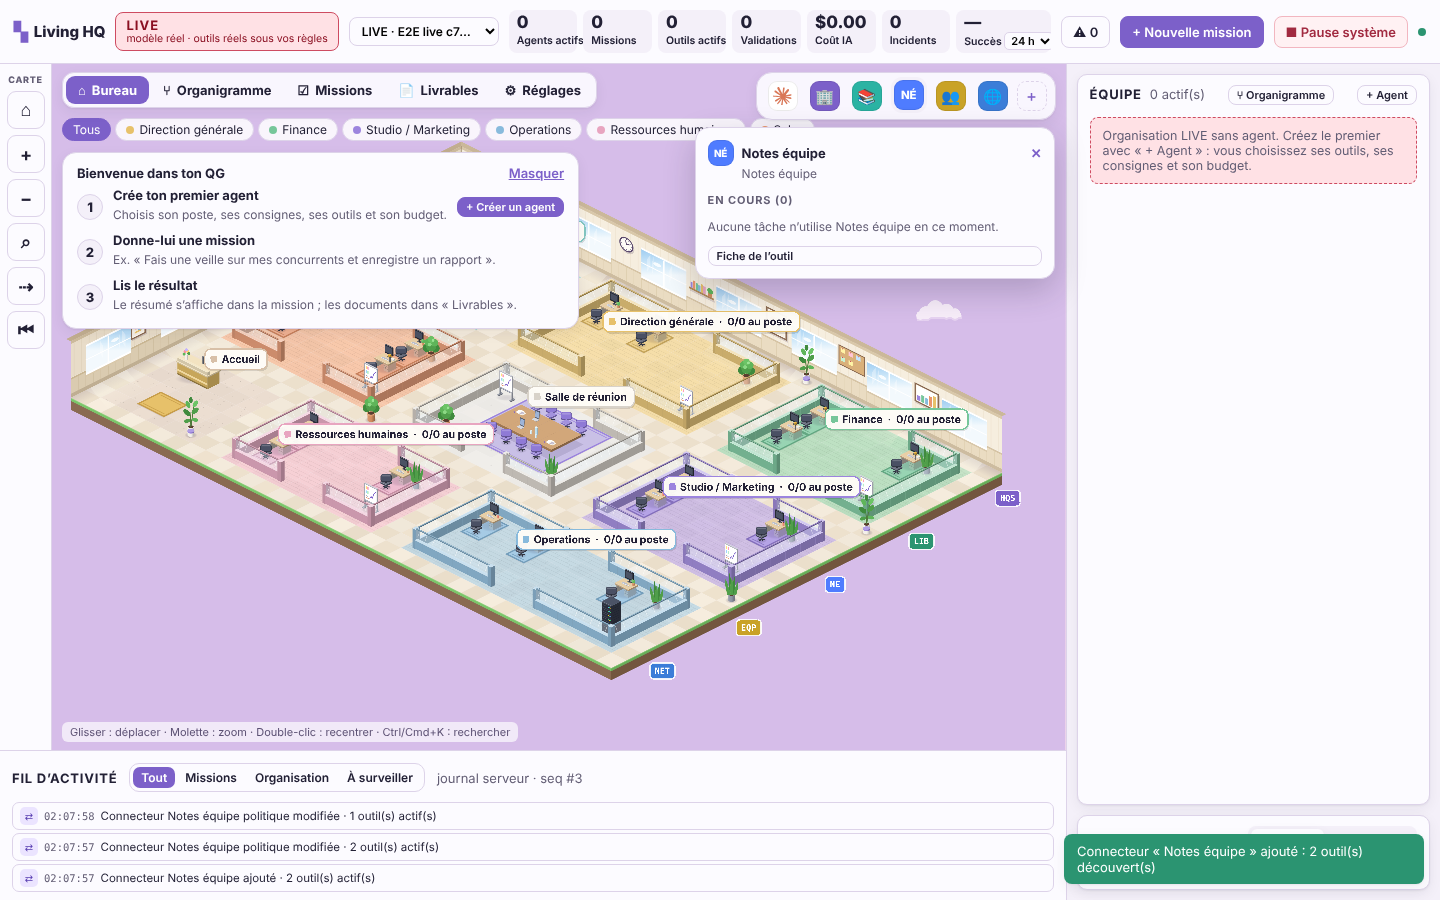 Living HQ
LIVE
modèle réel · outils réels sous vos règles
LIVE · E2E live c7...
0
Agents actifs
0
Missions
0
Outils actifs
0
Validations
$0.00
Coût IA
0
Incidents
—
Succès 24 h
0
+ Nouvelle mission
Pause système
CARTE
Bureau
Organigramme
Missions
Livrables
Réglages
NÉ
+
Tous
Direction générale
Finance
Studio / Marketing
Operations
Ressources
Bienvenue dans ton QG
Masquer
1
Crée ton premier agent
Choisis son poste, ses consignes, ses outils et son budget.
+ Créer un agent
2
Donne-lui une mission
Ex. « Fais une veille sur mes concurrents et enregistre un rapport ».
3
Lis le résultat
Le résumé s’affiche dans la mission ; les documents dans « Livrables ».
NÉ
Notes équipe
×
Notes équipe
EN COURS (0)
Aucune tâche n’utilise Notes équipe en ce moment.
Fiche de l’outil
Direction générale · 0/0 au poste
Accueil
Salle de réunion
Finance · 0/0 au poste
Ressources humaines · 0/0 au poste
Studio / Marketing · 0/0 au poste
Operations · 0/0 au poste
HQS
LIB
NE
EQP
NET
Glisser : déplacer · Molette : zoom · Double-clic : recentrer · Ctrl/Cmd+K : rechercher
ÉQUIPE 0 actif(s)
Organigramme
+ Agent
Organisation LIVE sans agent. Créez le premier
avec « + Agent » : vous choisissez ses outils, ses
consignes et son budget.
FIL D’ACTIVITÉ
Tout
Missions
Organisation
À surveiller
journal serveur · seq #3
02:07:58 Connecteur Notes équipe politique modifiée · 1 outil(s) actif(s)
02:07:57 Connecteur Notes équipe politique modifiée · 2 outil(s) actif(s)
02:07:57 Connecteur Notes équipe ajouté · 2 outil(s) actif(s)
Connecteur « Notes équipe » ajouté : 2 outil(s)
découvert(s)